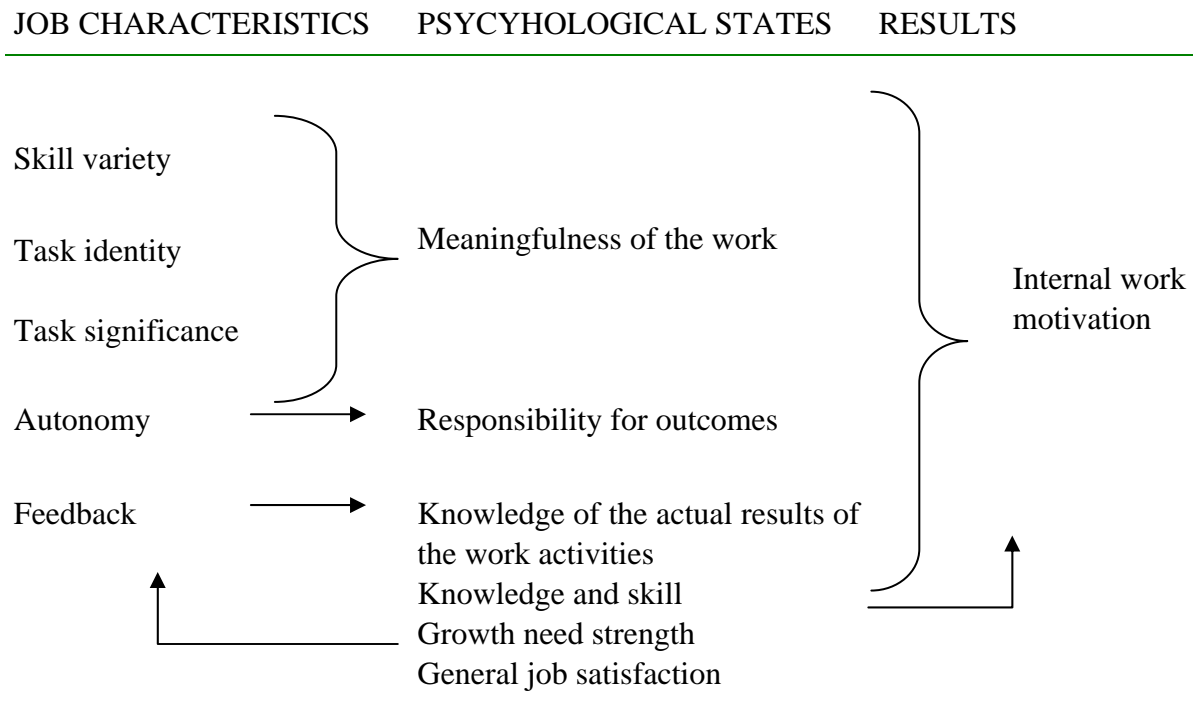 JOB CHARACTERISTICS PSYCYHOLOGICAL STATES RESULTS
Skill variety
Task identity
Task significance
Autonomy
Feedback
Meaningfulness of the work
Responsibility for outcomes
Knowledge of the actual results of
the work activities
Knowledge and skill
Growth need strength
General job satisfaction
Internal work
motivation